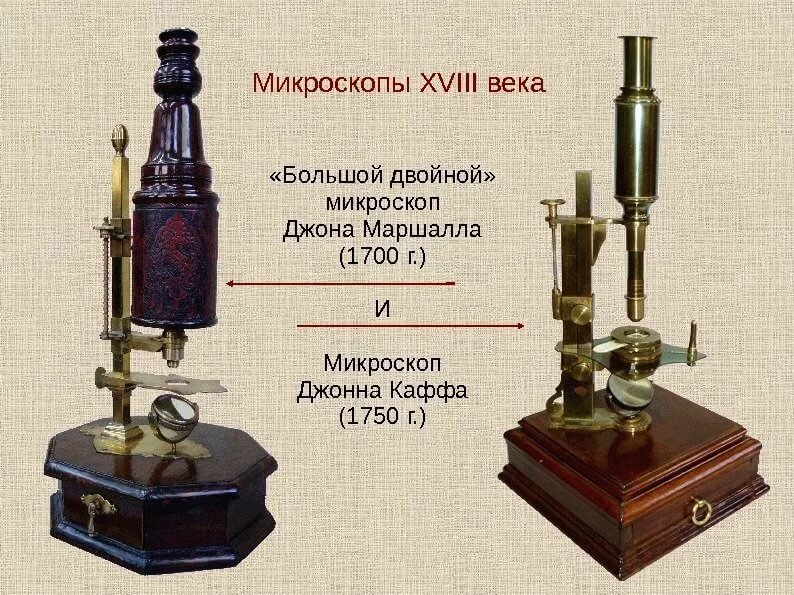 Микроскопы XVIII века
«Большой двойной»
микроскоп
Джона Маршалла
(1700 г.)
И
Микроскоп
Джонна Каффа
(1750 г.)